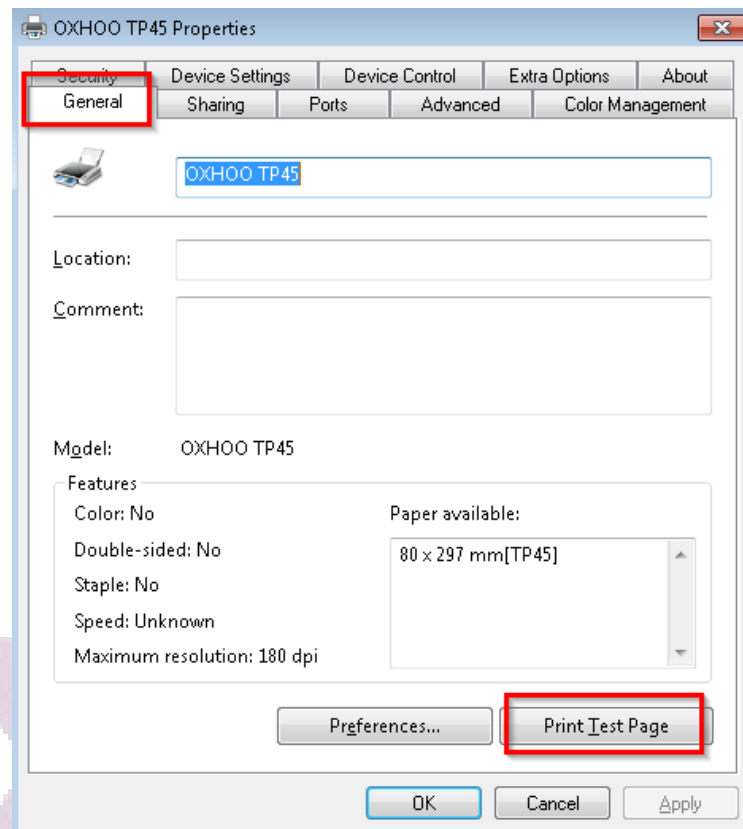 OXHOO TP45 Properties
Security Device Settings Device Control Extra Options About
General Sharing Ports Advanced Color Management
OXHOO TP45
Location:
Comment:
Model: OXHOO TP45
Features
Color: No
Paper available:
Double-sided: No
80 x 297 mm[TP45]
Staple: No
Speed: Unknown
Maximum resolution: 180 dpi
Preferences... Print Test Page
OK Cancel Apply